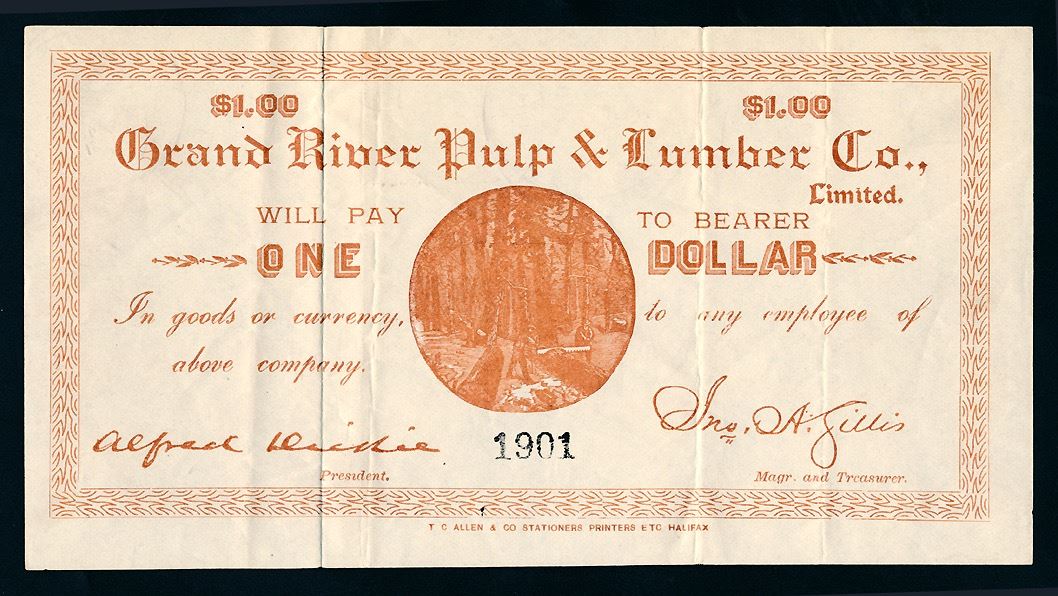 $1.00 $1.00
Grand River Pulp & Lumber Co.,
Limited.
WILL PAY TO BEARER
ONE DOLLAR
In goods or currency, to any employee of
above company.
Alfred Dickie Jno. A. Gillis
1901
President. Magr. and Treasurer.
T C ALLEN & CO STATIONERS PRINTERS ETC HALIFAX